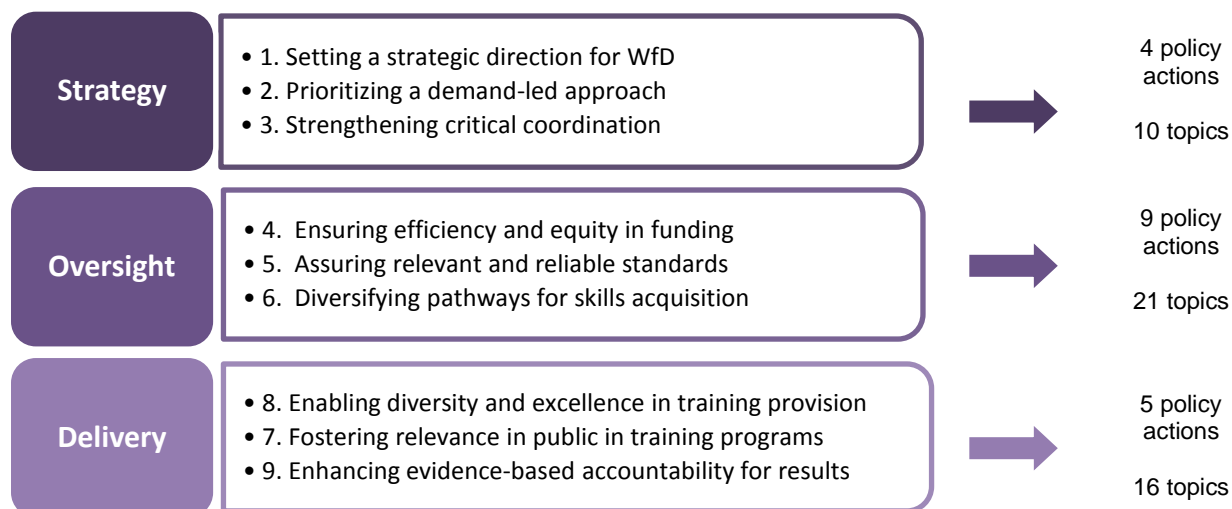 Strategy
• 1. Setting a strategic direction for WfD
• 2. Prioritizing a demand-led approach
• 3. Strengthening critical coordination
4 policy
actions
10 topics
Oversight
• 4. Ensuring efficiency and equity in funding
• 5. Assuring relevant and reliable standards
• 6. Diversifying pathways for skills acquisition
9 policy
actions
21 topics
Delivery
• 8. Enabling diversity and excellence in training provision
• 7. Fostering relevance in public in training programs
• 9. Enhancing evidence-based accountability for results
5 policy
actions
16 topics